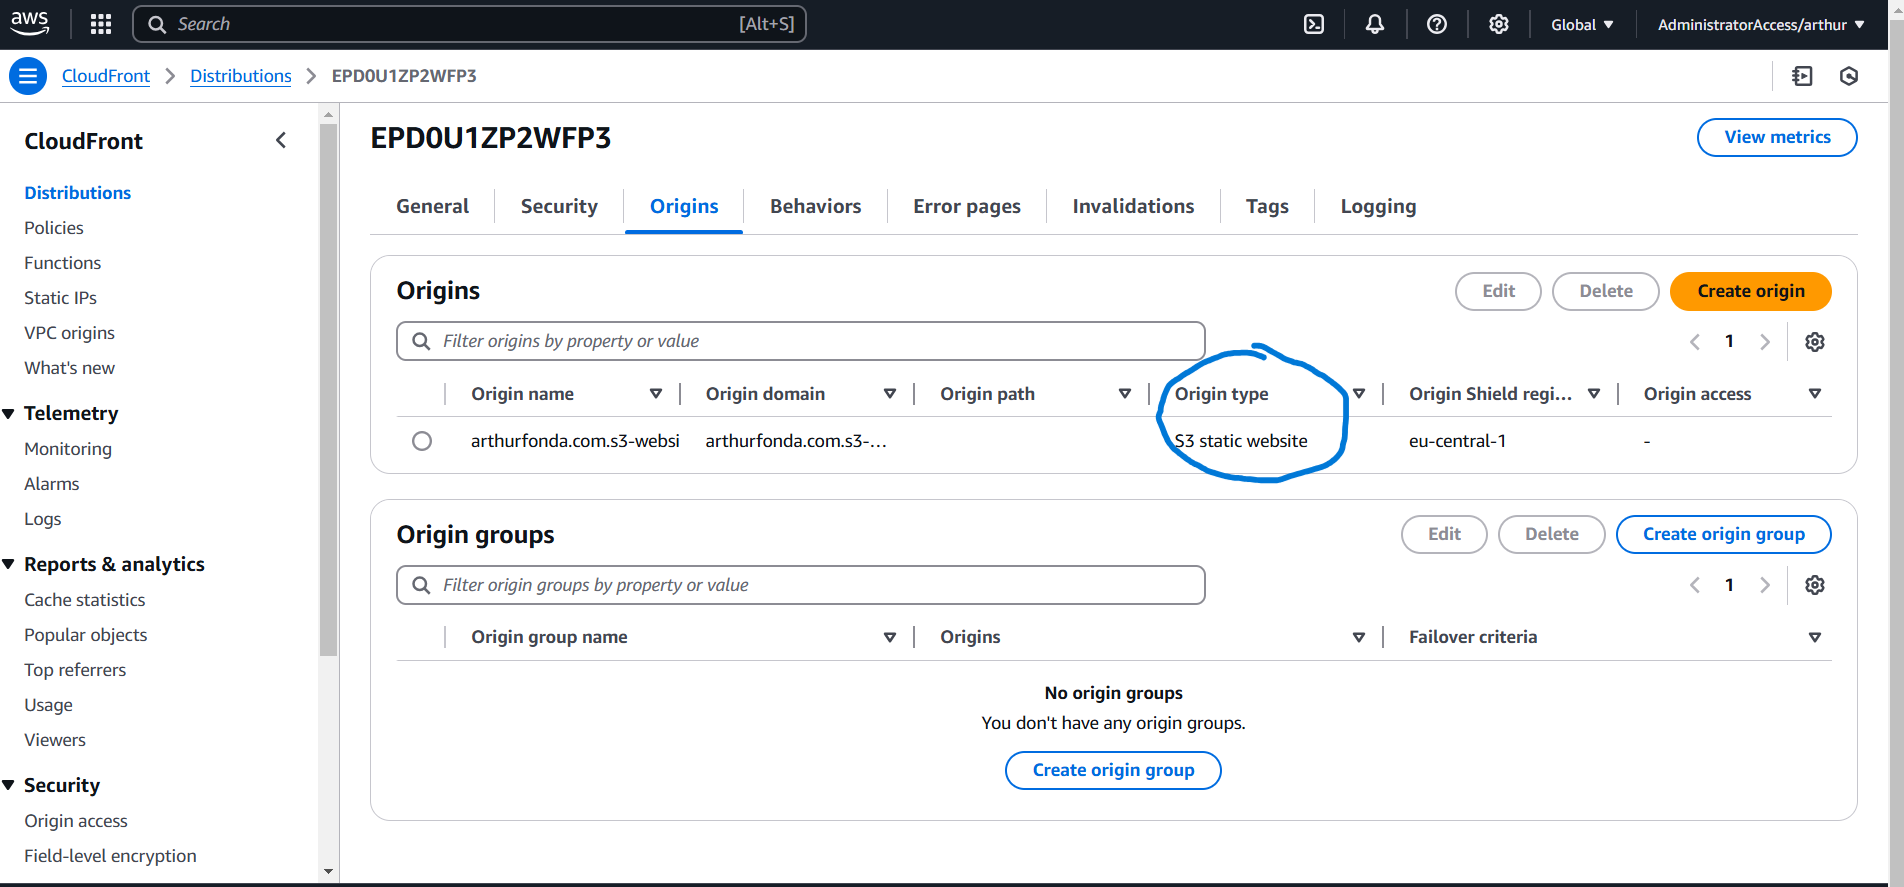 aws
Search [Alt+S] Global AdministratorAccess/arthur
CloudFront Distributions EPD0U1ZP2WFP3
CloudFront
Distributions
Policies
Functions
Static IPs
VPC origins
What's new
Telemetry
Monitoring
Alarms
Logs
Reports & analytics
Cache statistics
Popular objects
Top referrers
Usage
Viewers
Security
Origin access
Field-level encryption
EPD0U1ZP2WFP3
View metrics
General Security Origins Behaviors Error pages Invalidations Tags Logging
Origins
Edit Delete Create origin
Filter origins by property or value
1
Origin name Origin domain Origin path Origin type Origin Shield regi... Origin access
arthurfonda.com.s3-websi arthurfonda.com.s3-... S3 static website eu-central-1 -
Origin groups
Edit Delete Create origin group
Filter origin groups by property or value
1
Origin group name Origins Failover criteria
No origin groups
You don't have any origin groups.
Create origin group